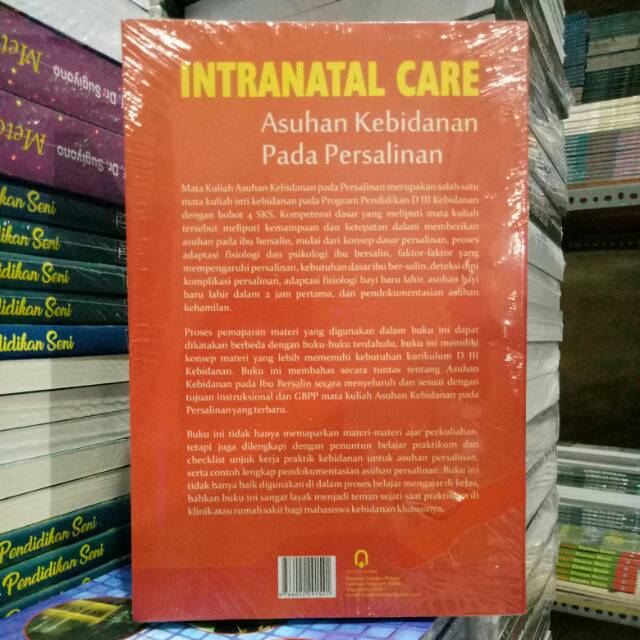 INTRANATAL CARE
Asuhan Kebidanan
Pada Persalinan
Mata Kuliah Asuhan Kebidanan pada Persalinan merupakan salah satu
mata kuliah inti kebidanan pada Program Pendidikan D III Kebidanan
dengan bobot 4 SKS. Kompetensi dasar yang meliputi mata kuliah
tersebut meliputi kemampuan dan ketepatan dalam memberikan
asuhan pada ibu bersalin, mulai dari konsep dasar persalinan, proses
adaptasi fisiologi dan psikologi ibu bersalin, faktor-faktor yang
mempengaruhi persalinan, kebutuhan dasar ibu ber-salin, deteksi dini
komplikasi persalinan, adaptasi fisiologi bayi baru lahir, asuhan bayi
baru lahir dalam 2 jam pertama, dan pendokumentasian asuhan
kehamilan.
Proses pemaparan materi yang digunakan dalam buku ini dapat
dikatakan berbeda dengan buku-buku terdahulu, buku ini memiliki
konsep materi yang lebih memenuhi kebutuhan kurikulum D III
Kebidanan. Buku ini membahas secara tuntas tentang Asuhan
Kebidanan pada Ibu Bersalin secara menyeluruh dan sesuai dengan
tujuan instruksional dan GBPP mata kuliah Asuhan Kebidanan pada
Persalinan yang terbaru.
Buku ini tidak hanya memaparkan materi-materi ajar perkuliahan,
tetapi juga dilengkapi dengan penuntun belajar praktikum dan
checklist unjuk kerja praktik kebidanan untuk asuhan persalinan,
serta contoh lengkap pendokumentasian asuhan persalinan. Buku ini
tidak hanya baik digunakan di dalam proses belajar mengajar di kelas,
bahkan buku ini sangat layak menjadi teman sejati saat praktikum di
klinik atau rumah sakit bagi mahasiswa kebidanan khususnya.
Dr. Sugiyono
Dr. Sugiyono
Pendidikan Seni
Pendidikan Seni
Pendidikan Seni